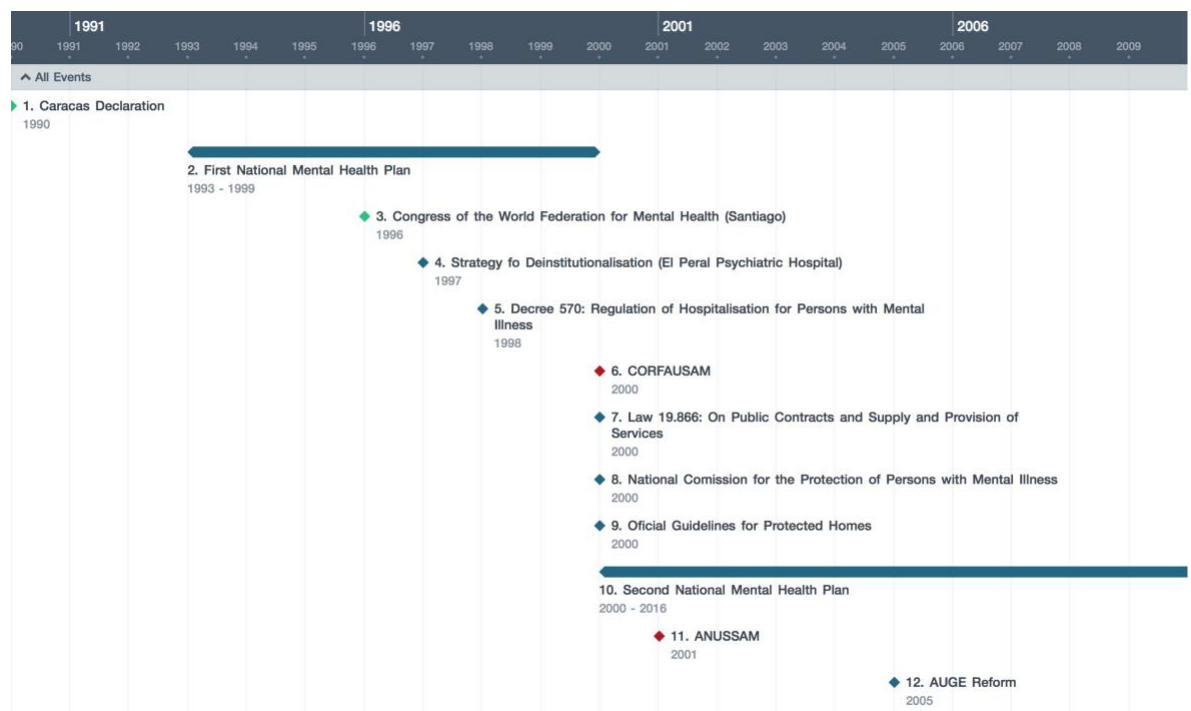 1991 1996 2001 2006
90 1991 1992 1993 1994 1995 1996 1997 1998 1999 2000 2001 2002 2003 2004 2005 2006 2007 2008 2009
All Events
1. Caracas Declaration
1990
2. First National Mental Health Plan
1993 - 1999
3. Congress of the World Federation for Mental Health (Santiago)
1996
4. Strategy fo Deinstitutionalisation (El Peral Psychiatric Hospital)
1997
5. Decree 570: Regulation of Hospitalisation for Persons with Mental
Illness
1998
6. CORFAUSAM
2000
7. Law 19.866: On Public Contracts and Supply and Provision of
Services
2000
8. National Comission for the Protection of Persons with Mental Illness
2000
9. Oficial Guidelines for Protected Homes
2000
10. Second National Mental Health Plan
2000 - 2016
11. ANUSSAM
2001
12. AUGE Reform
2005